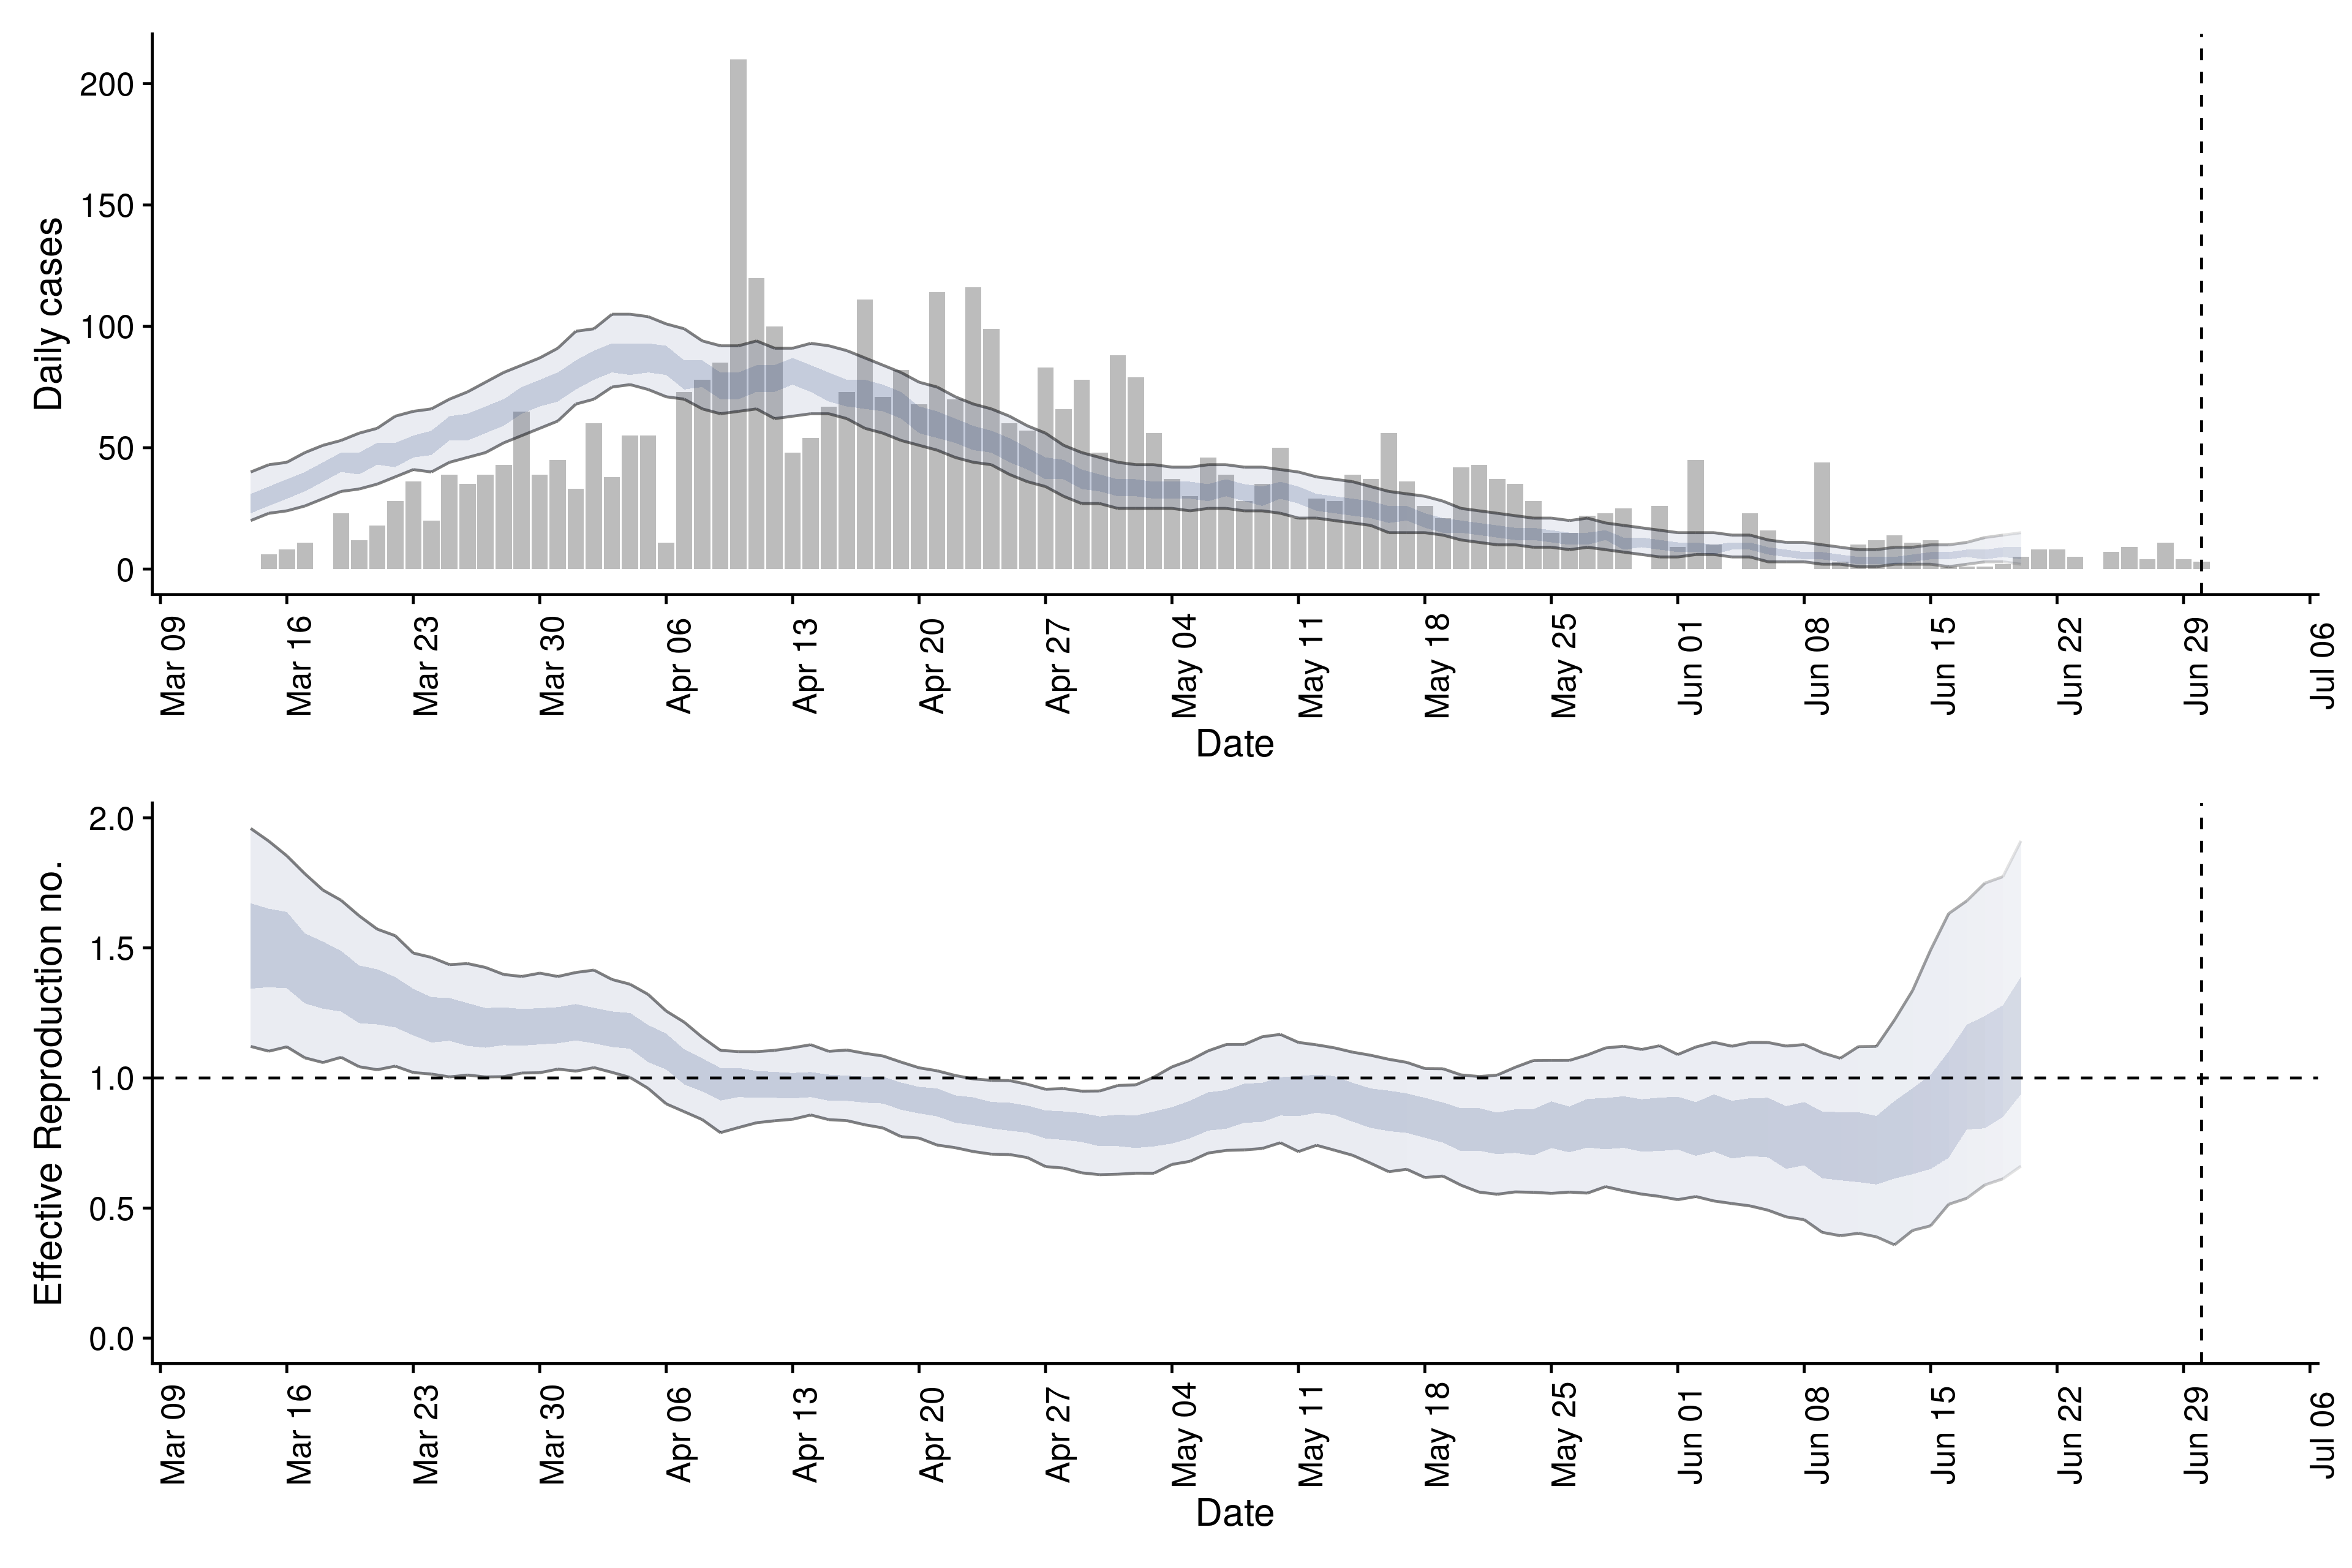 Daily cases
200
150
100
50
0
Mar 09
Mar 16
Mar 23
Mar 30
Apr 06
Apr 13
Apr 20
Apr 27
May 04
May 11
May 18
May 25
Jun 01
Jun 08
Jun 15
Jun 22
Jun 29
Jul 06
Date
Effective Reproduction no.
2.0
1.5
1.0
0.5
0.0
Mar 09
Mar 16
Mar 23
Mar 30
Apr 06
Apr 13
Apr 20
Apr 27
May 04
May 11
May 18
May 25
Jun 01
Jun 08
Jun 15
Jun 22
Jun 29
Jul 06
Date